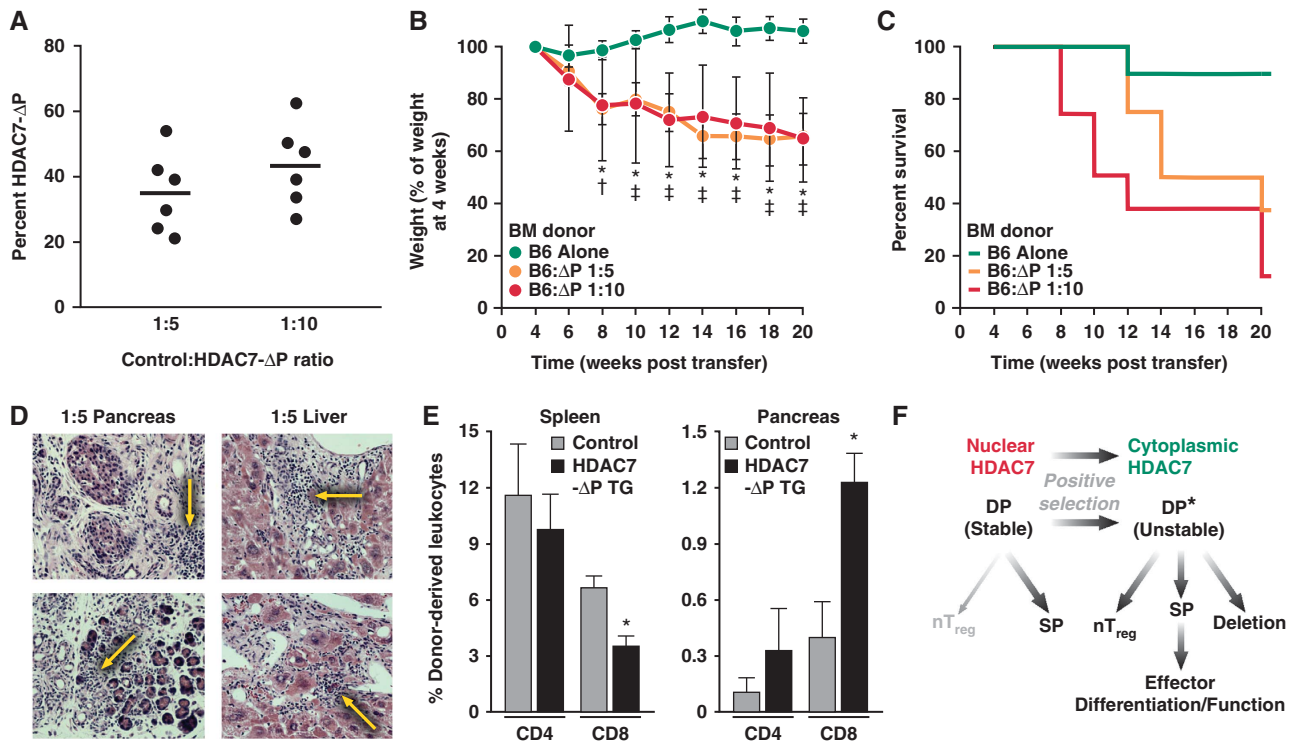 A
Percent HDAC7-ΔP
80
60
40
20
0
1:5
1:10
Control:HDAC7-ΔP ratio
B
Weight (% of weight
at 4 weeks)
100
80
60
40
20
0
* * * * * * *
† ‡ ‡ ‡ ‡ ‡ ‡
BM donor
B6 Alone
B6:ΔP 1:5
B6:ΔP 1:10
0 4 6 8 10 12 14 16 18 20
Time (weeks post transfer)
C
Percent survival
100
80
60
40
20
0
BM donor
B6 Alone
B6:ΔP 1:5
B6:ΔP 1:10
0 4 6 8 10 12 14 16 18 20
Time (weeks post transfer)
D
1:5 Pancreas
1:5 Liver
E
% Donor-derived leukocytes
Spleen
15
12
9
6
3
0
Control
HDAC7
-ΔP TG
*
CD4
CD8
Pancreas
1.5
1.2
0.9
0.6
0.3
0
Control
HDAC7
-ΔP TG
*
CD4
CD8
F
Nuclear
HDAC7
Cytoplasmic
HDAC7
Positive
selection
DP
(Stable)
DP*
(Unstable)
nTreg
SP
nTreg
SP
Deletion
Effector
Differentiation/Function